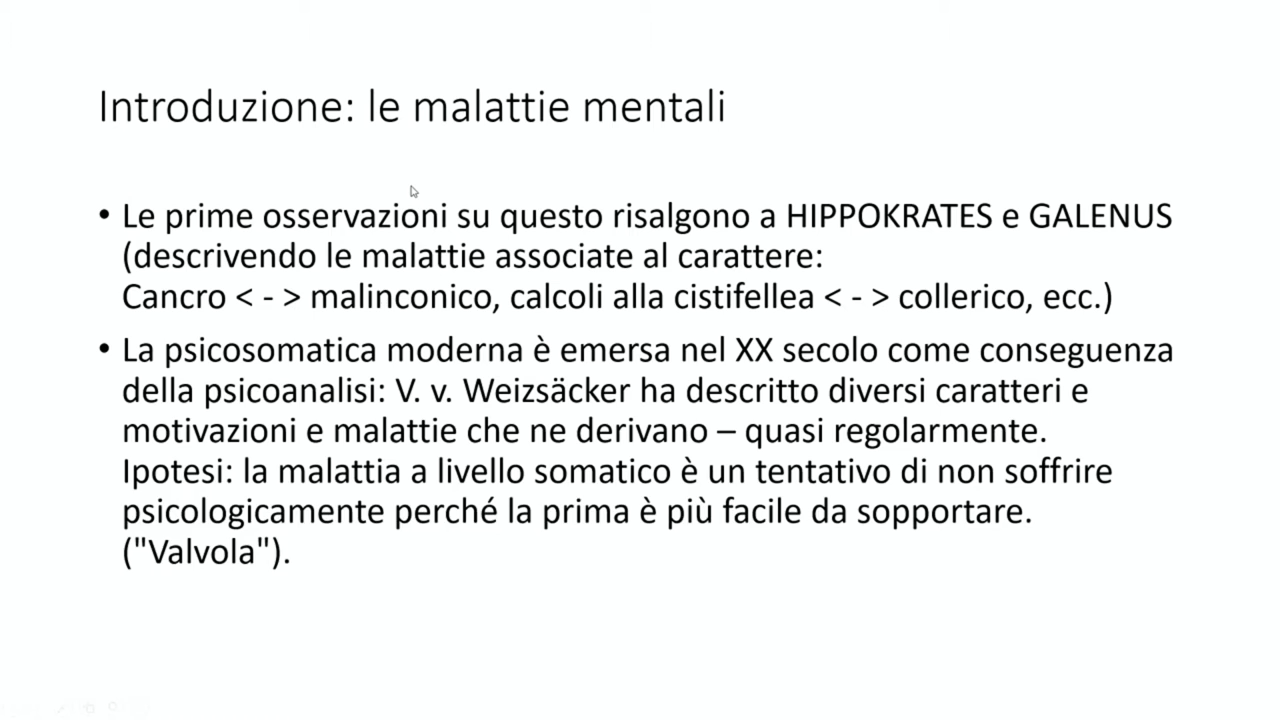 Introduzione: le malattie mentali
• Le prime osservazioni su questo risalgono a HIPPOKRATES e GALENUS
(descrivendo le malattie associate al carattere:
Cancro < - > malinconico, calcoli alla cistifellea < - > collerico, ecc.)
• La psicosomatica moderna è emersa nel XX secolo come conseguenza
della psicoanalisi: V. v. Weizsäcker ha descritto diversi caratteri e
motivazioni e malattie che ne derivano – quasi regolarmente.
Ipotesi: la malattia a livello somatico è un tentativo di non soffrire
psicologicamente perché la prima è più facile da sopportare.
("Valvola").